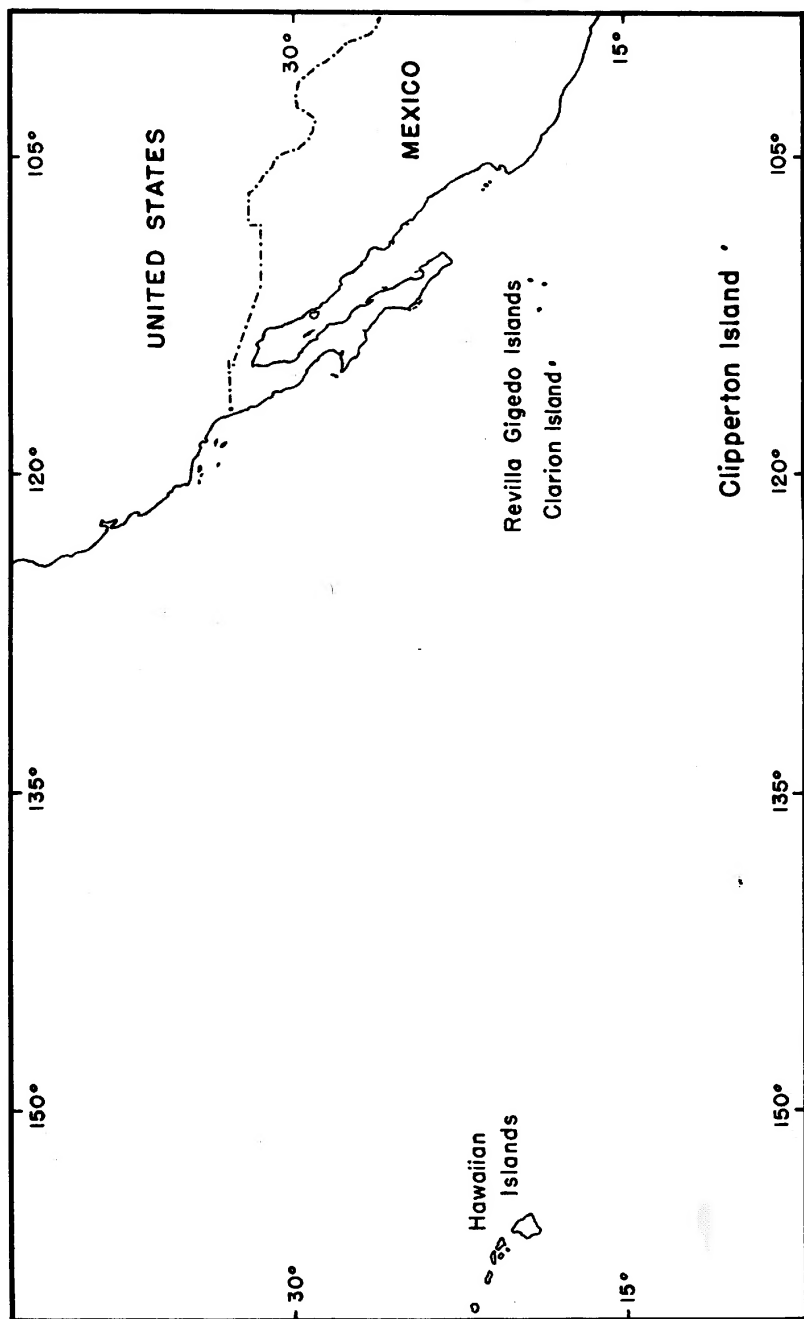 150°
135°
120°
105°
UNITED STATES
30°
30°
MEXICO
Hawaiian
Islands
Revilla Gigedo Islands
Clarion Island
15°
15°
Clipperton Island
150°
135°
120°
105°